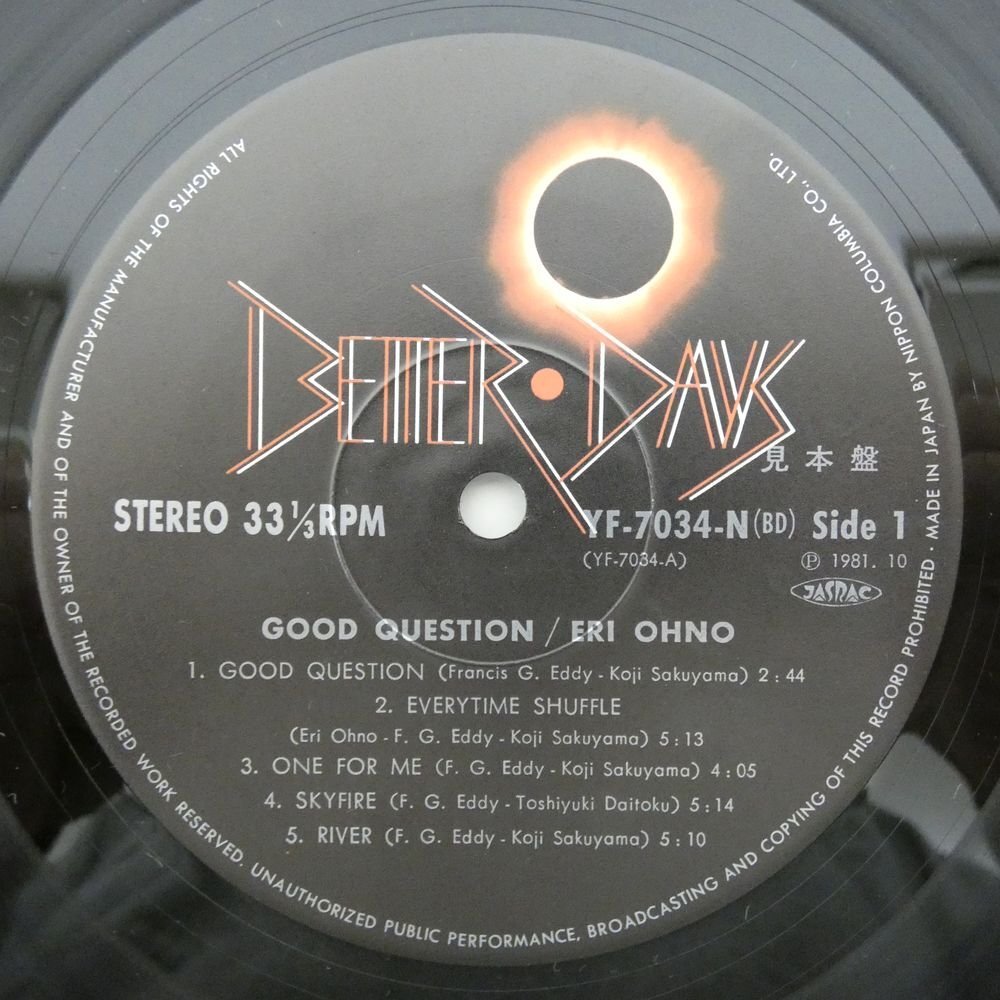 BETTER · DAYS
見本盤
STEREO 33 1/3 RPM
YF-7034-N (BD) Side 1
(YF-7034-A)
Ⓟ 1981. 10
JASRAC
GOOD QUESTION / ERI OHNO
1. GOOD QUESTION (Francis G. Eddy - Koji Sakuyama) 2 : 44
2. EVERYTIME SHUFFLE
(Eri Ohno - F. G. Eddy - Koji Sakuyama) 5 : 13
3. ONE FOR ME (F. G. Eddy - Koji Sakuyama) 4 : 05
4. SKYFIRE (F. G. Eddy - Toshiyuki Daitoku) 5 : 14
5. RIVER (F. G. Eddy - Koji Sakuyama) 5 : 10
ALL RIGHTS OF THE MANUFACTURER AND OF THE OWNER OF THE RECORDED WORK RESERVED. UNAUTHORIZED PUBLIC PERFORMANCE, BROADCASTING AND COPYING OF THIS RECORD PROHIBITED · MADE IN JAPAN BY NIPPON COLUMBIA CO., LTD.